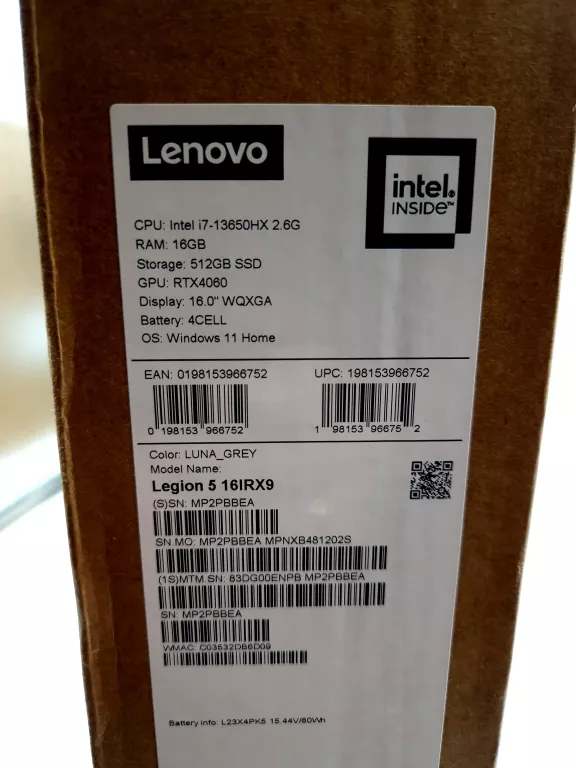 Lenovo
intel.
INSIDE™
CPU: Intel i7-13650HX 2.6G
RAM: 16GB
Storage: 512GB SSD
GPU: RTX4060
Display: 16.0" WQXGA
Battery: 4CELL
OS: Windows 11 Home
EAN: 0198153966752
UPC: 198153966752
0 198153 966752
1 98153 96675 2
Color: LUNA_GREY
Model Name:
Legion 5 16IRX9
(S)SN: MP2PBBEA
SN.MO: MP2PBBEA MPNXB481202S
(1S)MTM.SN: 83DG00ENPB MP2PBBEA
SN: MP2PBBEA
WMAC: C03532DB6D09
Battery info: L23X4PK5 15.44V/80Wh